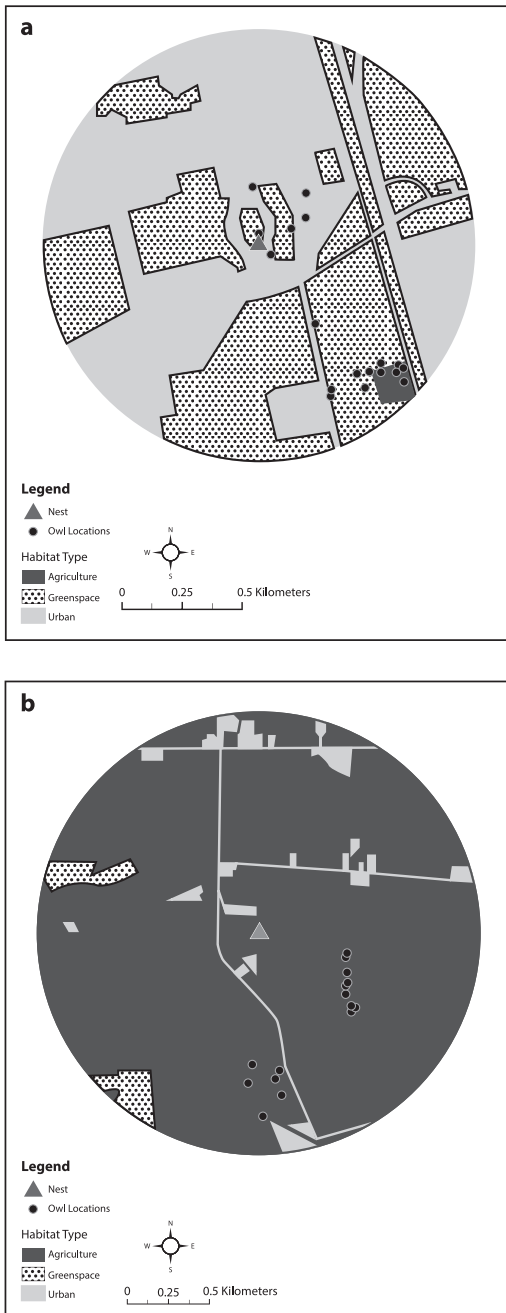 a
Legend
Nest
Owl Locations
Habitat Type
Agriculture
Greenspace
Urban
N
W E
S
0 0.25 0.5 Kilometers
b
Legend
Nest
Owl Locations
Habitat Type
Agriculture
Greenspace
Urban
N
W E
S
0 0.25 0.5 Kilometers